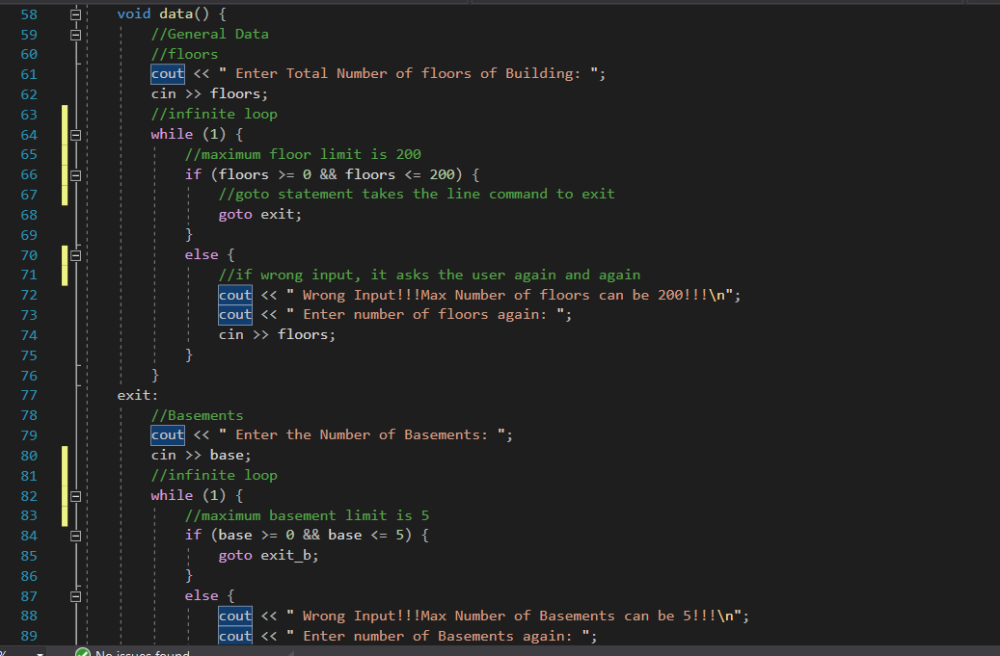 58 void data() {
59 //General Data
60 //floors
61 cout << " Enter Total Number of floors of Building: ";
62 cin >> floors;
63 //infinite loop
64 while (1) {
65 //maximum floor limit is 200
66 if (floors >= 0 && floors <= 200) {
67 //goto statement takes the line command to exit
68 goto exit;
69 }
70 else {
71 //if wrong input, it asks the user again and again
72 cout << " Wrong Input!!!Max Number of floors can be 200!!!\n";
73 cout << " Enter number of floors again: ";
74 cin >> floors;
75 }
76 }
77 exit:
78 //Basements
79 cout << " Enter the Number of Basements: ";
80 cin >> base;
81 //infinite loop
82 while (1) {
83 //maximum basement limit is 5
84 if (base >= 0 && base <= 5) {
85 goto exit_b;
86 }
87 else {
88 cout << " Wrong Input!!!Max Number of Basements can be 5!!!\n";
89 cout << " Enter number of Basements again: ";
% No issues found